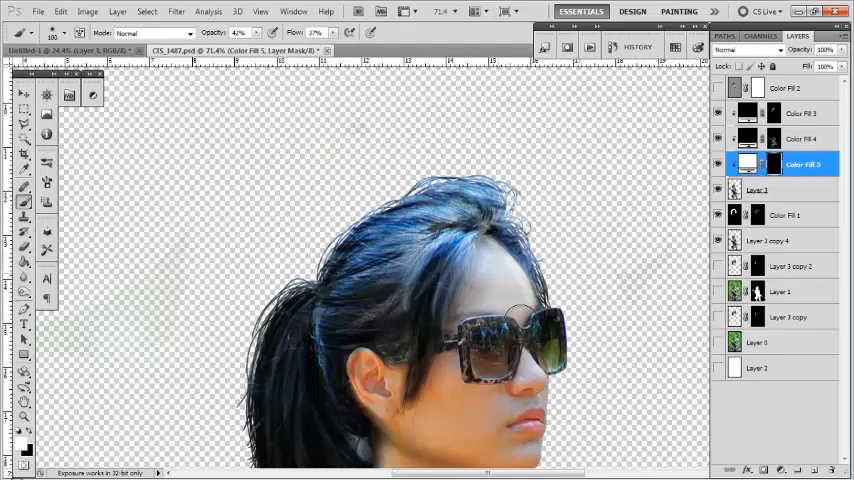 Ps 71.4 ESSENTIALS DESIGN PAINTING CS Live
File Edit View Layer Select Filter Analysis 3D View Window Help
100 Mode: Normal Opacity: 42% Flow: 27%
Untitled-1 @ 24.4% (Layer 3, RGB/8) * CIS_1487.psd @ 71.4% (Color Fill 5, Layer Mask/8) *
HISTORY
PATHS CHANNELS LAYERS
Normal Opacity: 100%
Lock: Fill: 100%
Color Fill 2
Color Fill 3
Color Fill 4
Color Fill 5
Layer 3
Color Fill 1
Layer 3 copy 4
Layer 3 copy 2
Layer 1
Layer 3 copy
Layer 0
Layer 2
Exposure works in 32-bit only